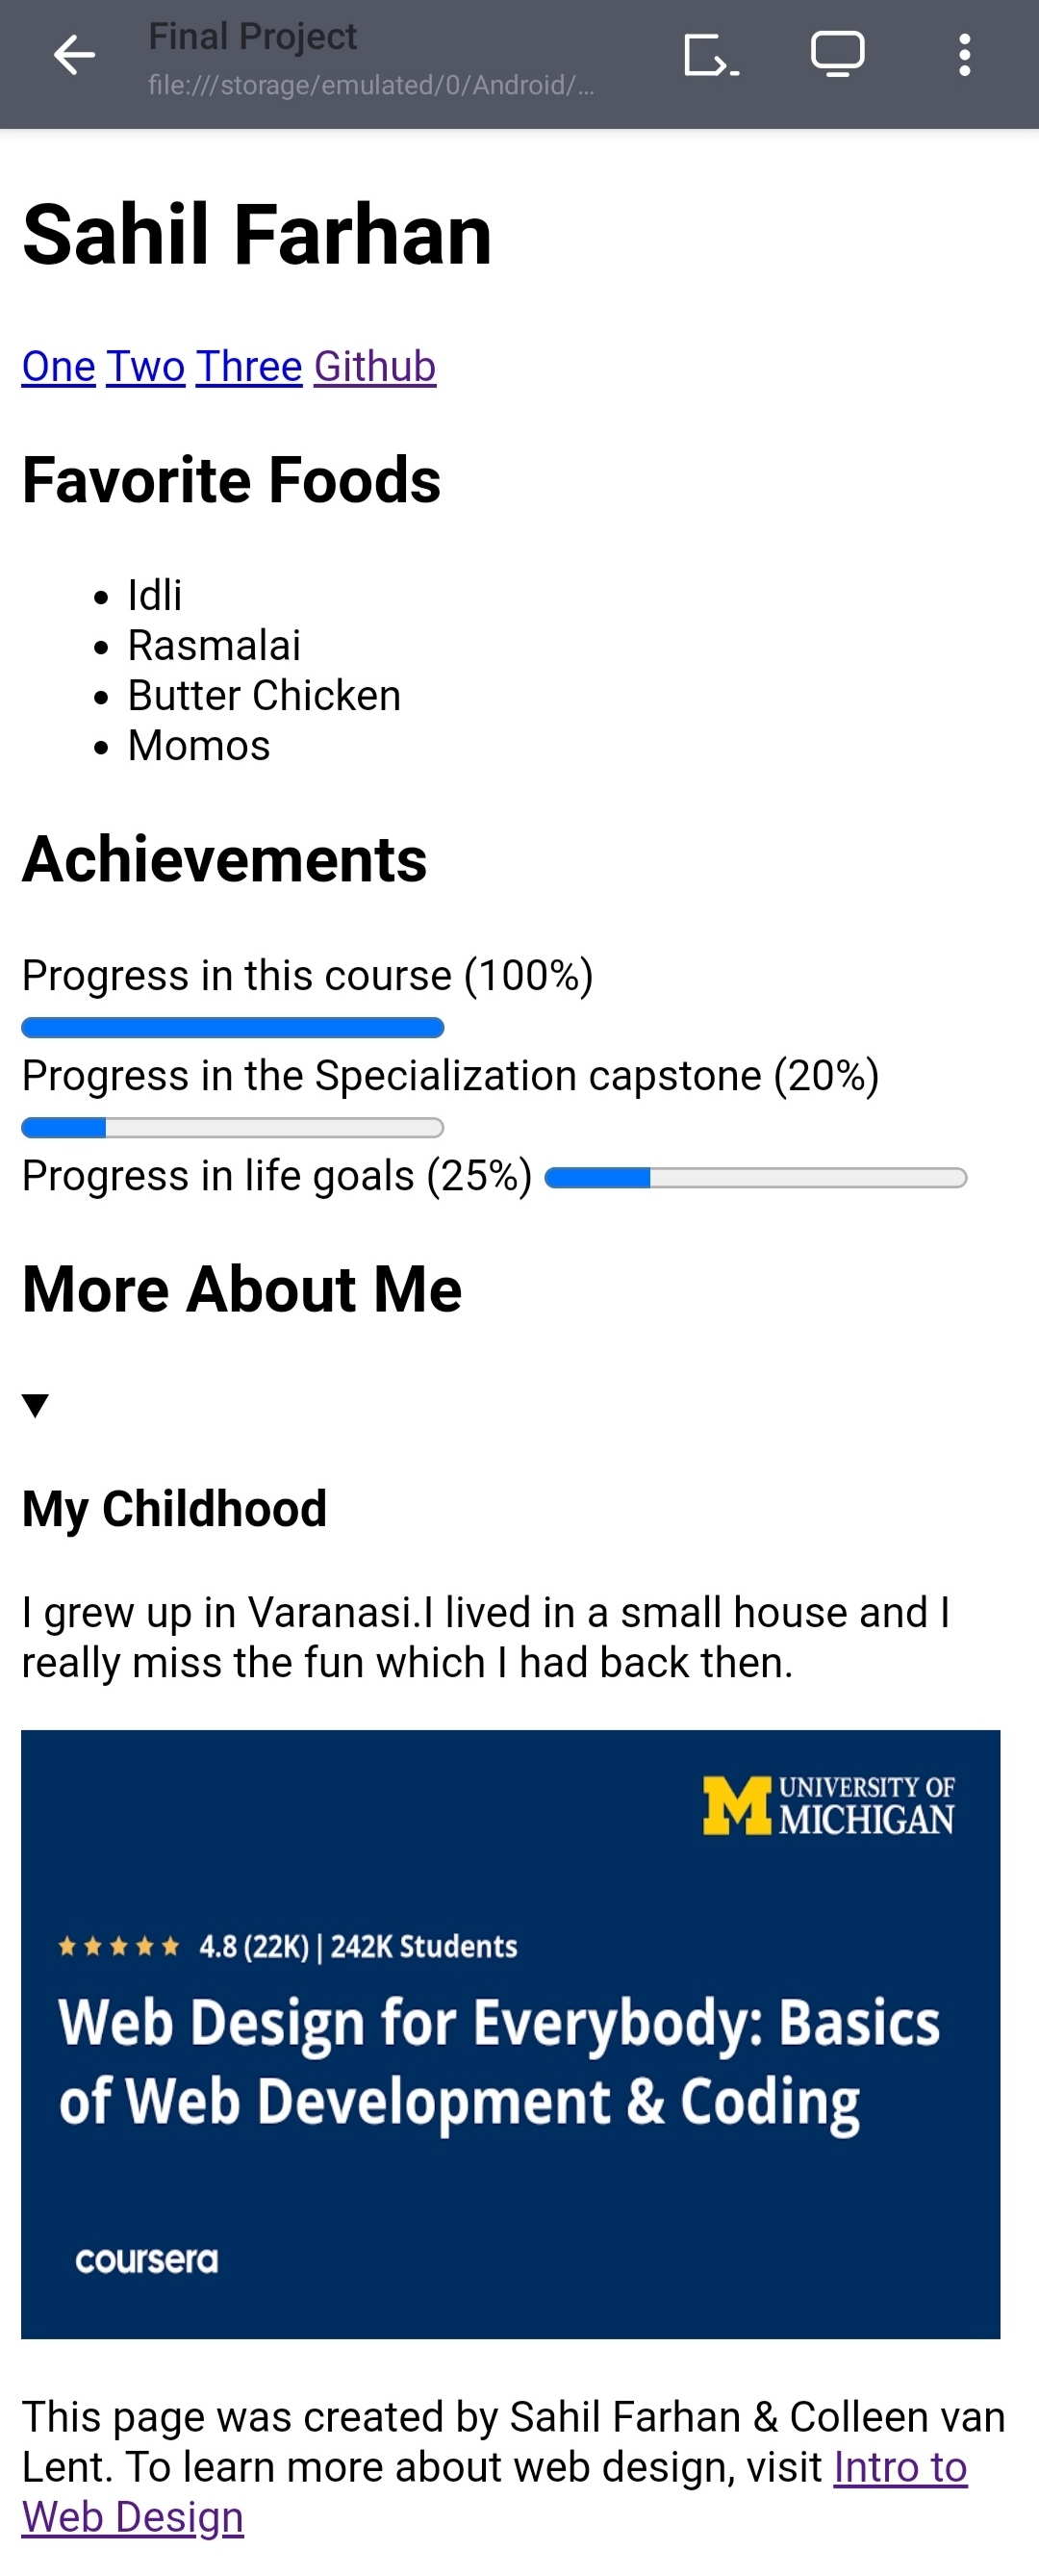 Final Project
file:///storage/emulated/0/Android/...
Sahil Farhan
One Two Three Github
Favorite Foods
• Idli
• Rasmalai
• Butter Chicken
• Momos
Achievements
Progress in this course (100%)
Progress in the Specialization capstone (20%)
Progress in life goals (25%)
More About Me
My Childhood
I grew up in Varanasi.I lived in a small house and I
really miss the fun which I had back then.
M UNIVERSITY OF
MICHIGAN
4.8 (22K) | 242K Students
Web Design for Everybody: Basics
of Web Development & Coding
coursera
This page was created by Sahil Farhan & Colleen van
Lent. To learn more about web design, visit Intro to
Web Design